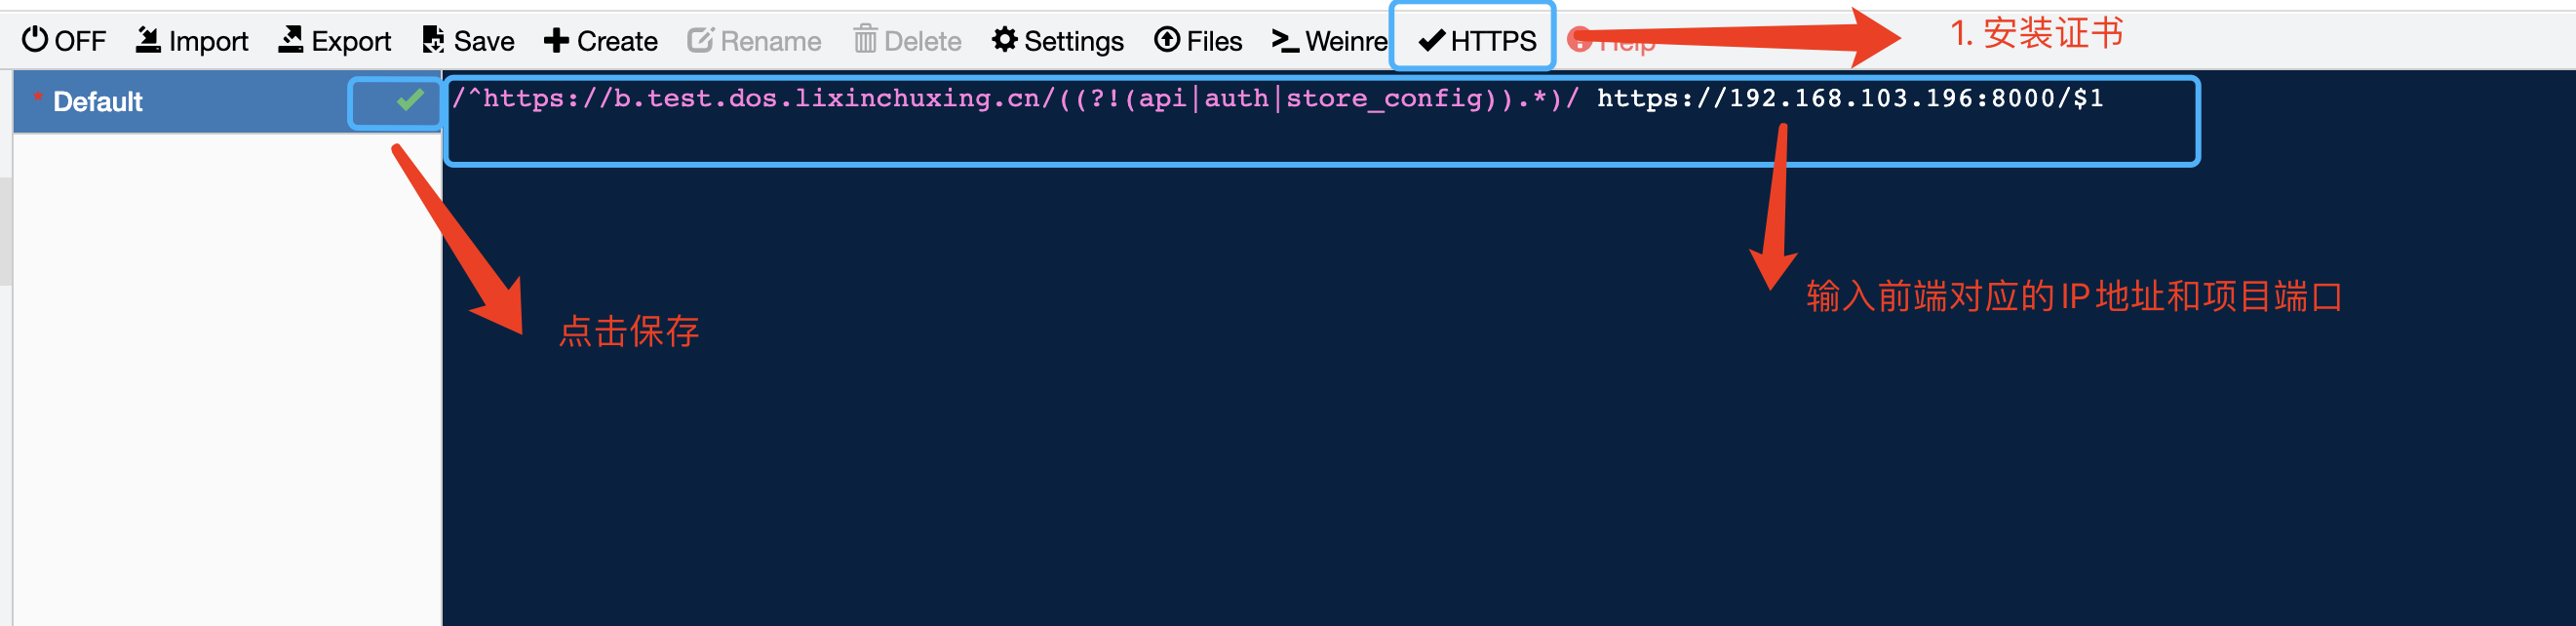 OFF Import Export Save Create Rename Delete Settings Files Weinre HTTPS Help
1. 安装证书
* Default
/^https://b.test.dos.lixinchuxing.cn/((?!(api|auth|store_config)).*)/ https://192.168.103.196:8000/$1
输入前端对应的IP地址和项目端口
点击保存